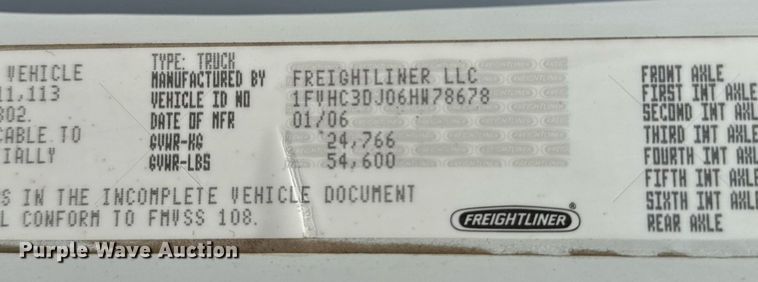 TYPE: TRUCK
VEHICLE MANUFACTURED BY FREIGHTLINER LLC FRONT AXLE
11,113 VEHICLE ID NO 1FVHC3DJ06HW78678 FIRST INT AXLE
302. DATE OF MFR 01/06 SECOND INT AXLE
CABLE TO GVWR-KG 24,766 THIRD INT AXLE
IALLY GVWR-LBS 54,600 FOURTH INT AXLE
FIFTH INT AXLE
S IN THE INCOMPLETE VEHICLE DOCUMENT SIXTH INT AXLE
L CONFORM TO FMVSS 108. FREIGHTLINER® REAR AXLE
Purple Wave Auction